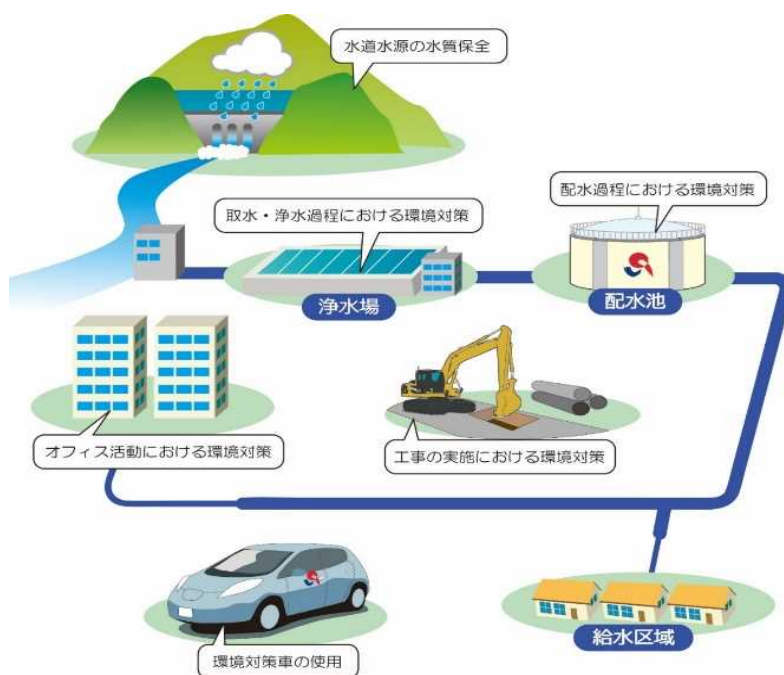 水道水源の水質保全
取水・浄水過程における環境対策
配水過程における環境対策
浄水場
配水池
オフィス活動における環境対策
工事の実施における環境対策
環境対策車の使用
給水区域